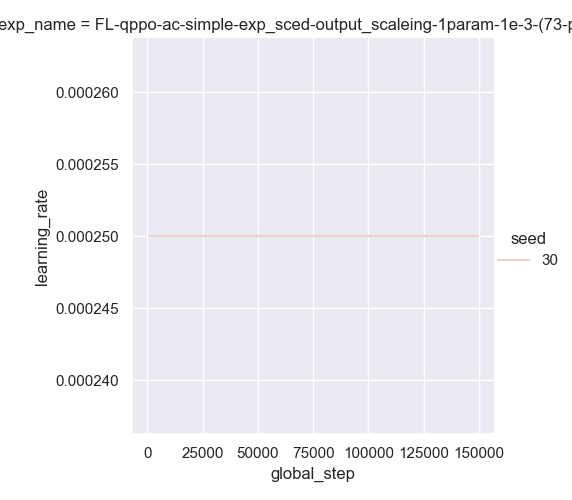 exp_name = FL-qppo-ac-simple-exp_sced-output_scaleing-1param-1e-3-(73-p
0.000260
0.000255
0.000250
0.000245
0.000240
learning_rate
seed
30
0 25000 50000 75000 100000 125000 150000
global_step